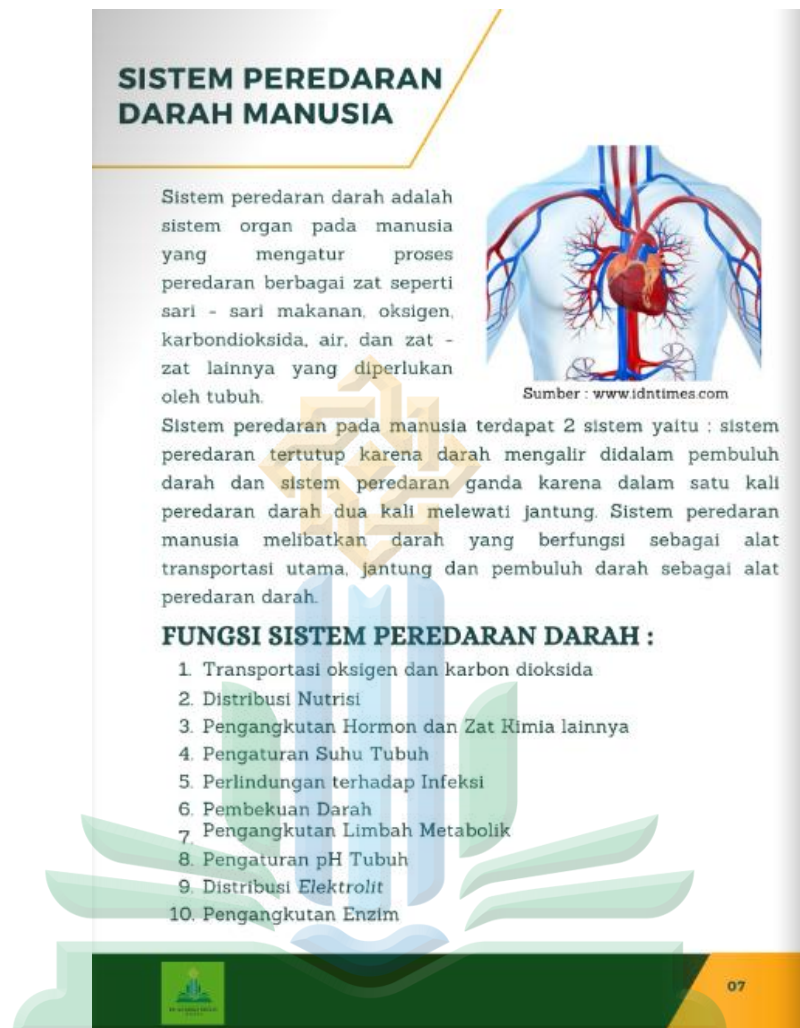 SISTEM PEREDARAN
DARAH MANUSIA
Sistem peredaran darah adalah
sistem organ pada manusia
yang mengatur proses
peredaran berbagai zat seperti
sari - sari makanan, oksigen,
karbondioksida, air, dan zat -
zat lainnya yang diperlukan
oleh tubuh.
Sumber : www.idntimes.com
Sistem peredaran pada manusia terdapat 2 sistem yaitu : sistem
peredaran tertutup karena darah mengalir didalam pembuluh
darah dan sistem peredaran ganda karena dalam satu kali
peredaran darah dua kali melewati jantung. Sistem peredaran
manusia melibatkan darah yang berfungsi sebagai alat
transportasi utama, jantung dan pembuluh darah sebagai alat
peredaran darah.
FUNGSI SISTEM PEREDARAN DARAH :
1. Transportasi oksigen dan karbon dioksida
2. Distribusi Nutrisi
3. Pengangkutan Hormon dan Zat Kimia lainnya
4. Pengaturan Suhu Tubuh
5. Perlindungan terhadap Infeksi
6. Pembekuan Darah
7. Pengangkutan Limbah Metabolik
8. Pengaturan pH Tubuh
9. Distribusi Elektrolit
10. Pengangkutan Enzim
07